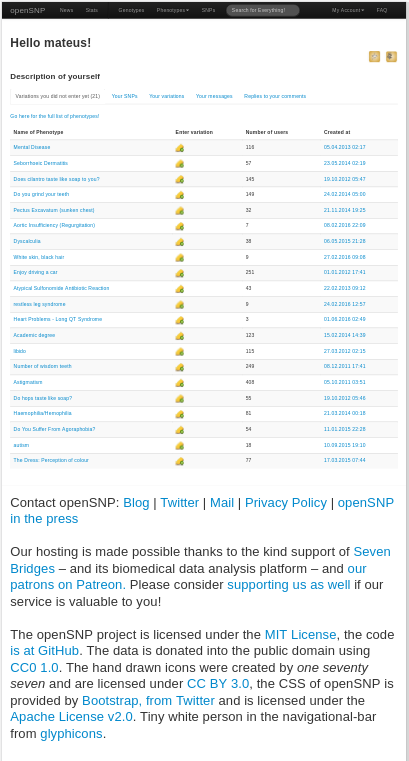 openSNP News Stats Genotypes Phenotypes SNPs Search for Everything! My Account FAQ
Hello mateus!
Description of yourself
Variations you did not enter yet (21) Your SNPs Your variations Your messages Replies to your comments
Go here for the full list of phenotypes!
Name of Phenotype Enter variation Number of users Created at
Mental Disease 116 05.04.2013 02:17
Seborrhoeic Dermatitis 57 23.05.2014 02:19
Does cilantro taste like soap to you? 145 19.10.2012 05:47
Do you grind your teeth 149 24.02.2014 05:00
Pectus Excavatum (sunken chest) 32 21.11.2014 19:25
Aortic Insufficiency (Regurgitation) 7 08.02.2016 22:09
Dyscalculia 38 06.05.2015 21:28
White skin, black hair 9 27.02.2016 09:08
Enjoy driving a car 251 01.01.2012 17:41
Atypical Sulfonomide Antibiotic Reaction 43 22.02.2013 09:12
restless leg syndrome 9 24.02.2016 12:57
Heart Problems - Long QT Syndrome 3 01.06.2016 02:49
Academic degree 123 15.02.2014 14:39
libido 115 27.03.2012 02:15
Number of wisdom teeth 249 08.12.2011 17:41
Astigmatism 408 05.10.2011 03:51
Do hops taste like soap? 55 19.10.2012 05:46
Haemophilia/Hemophilia 81 21.03.2014 00:18
Do You Suffer From Agoraphobia? 54 11.01.2015 22:26
autism 18 10.09.2015 19:10
The Dress: Perception of colour 77 17.03.2015 07:44
Contact openSNP: Blog | Twitter | Mail | Privacy Policy | openSNP
in the press
Our hosting is made possible thanks to the kind support of Seven
Bridges – and its biomedical data analysis platform – and our
patrons on Patreon. Please consider supporting us as well if our
service is valuable to you!
The openSNP project is licensed under the MIT License, the code
is at GitHub. The data is donated into the public domain using
CC0 1.0. The hand drawn icons were created by one seventy
seven and are licensed under CC BY 3.0, the CSS of openSNP is
provided by Bootstrap, from Twitter and is licensed under the
Apache License v2.0. Tiny white person in the navigational-bar
from glyphicons.